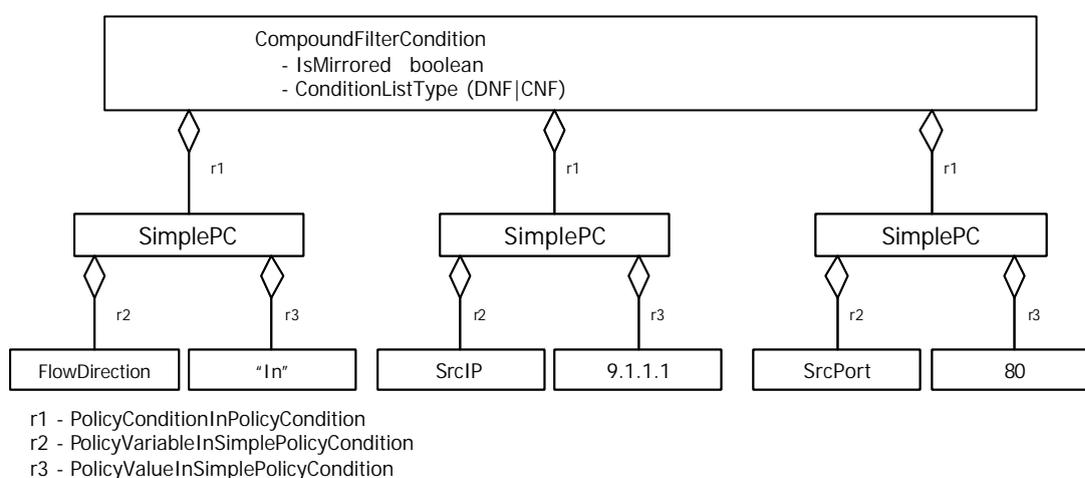 CompoundFilterCondition
- IsMirrored boolean
- ConditionListType (DNF|CNF)
r1 r1 r1
SimplePC SimplePC SimplePC
r2 r3 r2 r3 r2 r3
FlowDirection "In" SrcIP 9.1.1.1 SrcPort 80
r1 - PolicyConditionInPolicyCondition
r2 - PolicyVariableInSimplePolicyCondition
r3 - PolicyValueInSimplePolicyCondition